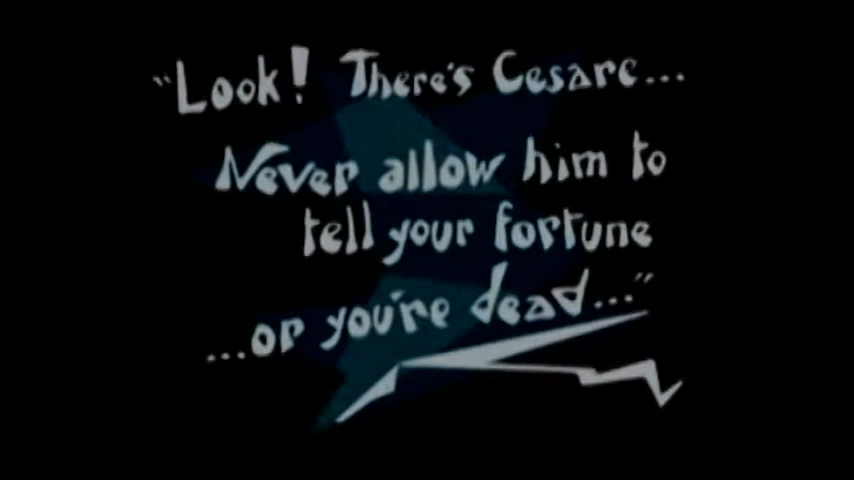 “Look! There's Cesare...
Never allow him to
tell your fortune
...or you're dead...”